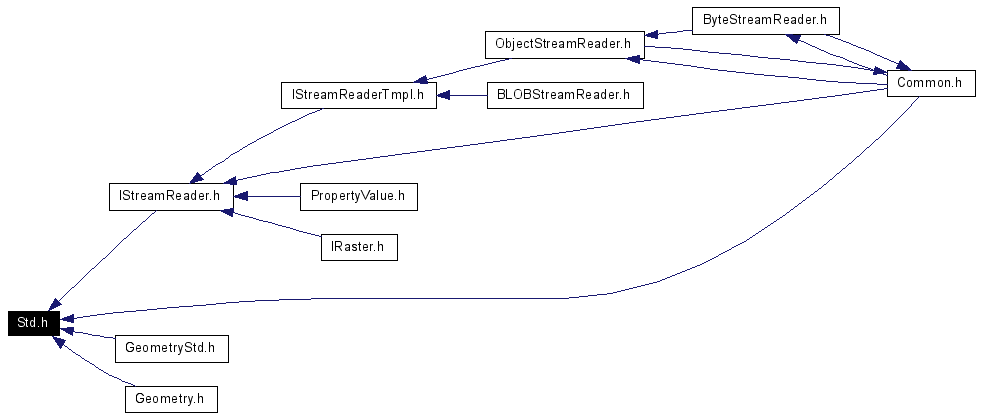 ByteStreamReader.h
ObjectStreamReader.h
Common.h
IStreamReaderTmpl.h
BLOBStreamReader.h
IStreamReader.h
PropertyValue.h
IRaster.h
Std.h
GeometryStd.h
Geometry.h